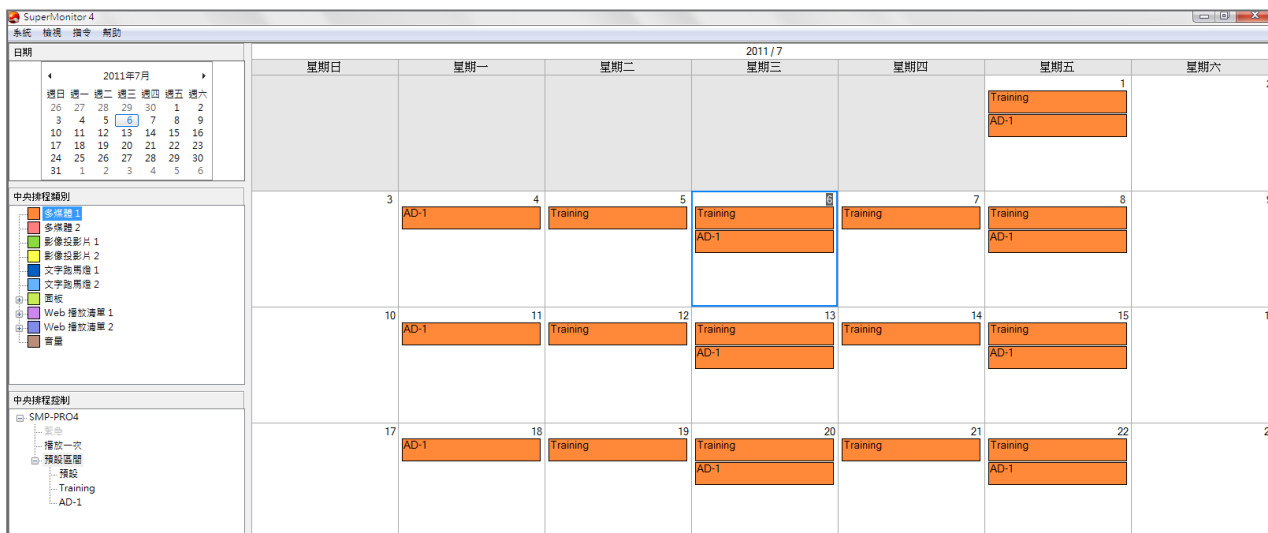 SuperMonitor 4
系統 檢視 指令 幫助
日期
2011年7月
週日 週一 週二 週三 週四 週五 週六
26 27 28 29 30 1 2
3 4 5 6 7 8 9
10 11 12 13 14 15 16
17 18 19 20 21 22 23
24 25 26 27 28 29 30
31 1 2 3 4 5 6
中央排程類別
多媒體 1
多媒體 2
影像投影片 1
影像投影片 2
文字跑馬燈 1
文字跑馬燈 2
面板
Web 播放清單 1
Web 播放清單 2
音量
中央排程控制
SMP-PRO4
緊急
播放一次
預設區間
預設
Training
AD-1
2011 / 7
星期日 星期一 星期二 星期三 星期四 星期五 星期六
1
Training
AD-1
3 4 5 6 7 8
AD-1 Training Training Training Training
AD-1 AD-1
10 11 12 13 14 15
AD-1 Training Training Training Training
AD-1 AD-1
17 18 19 20 21 22
AD-1 Training Training Training Training
AD-1 AD-1